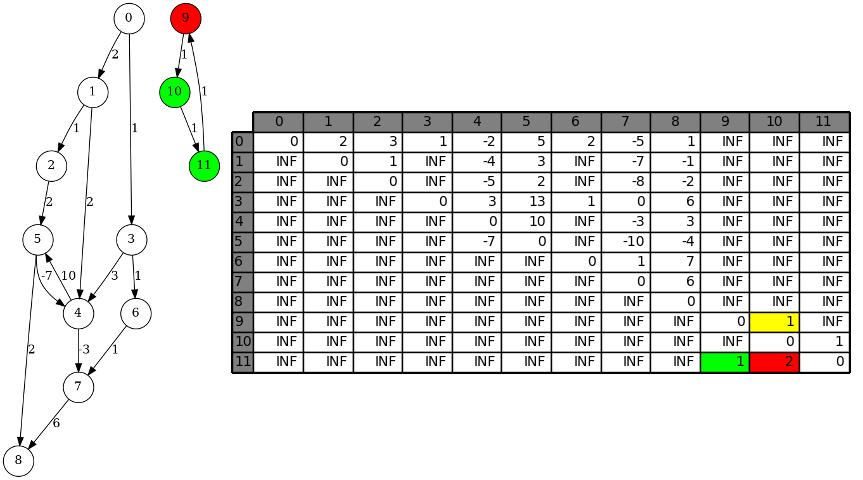 0
9
2
1
1
10
1
1
1
1
2
11
2
2
5
3
-7
10
3
1
4
6
2
-3
1
7
6
8
0 1 2 3 4 5 6 7 8 9 10 11
0 0 2 3 1 -2 5 2 -5 1 INF INF INF
1 INF 0 1 INF -4 3 INF -7 -1 INF INF INF
2 INF INF 0 INF -5 2 INF -8 -2 INF INF INF
3 INF INF INF 0 3 13 1 0 6 INF INF INF
4 INF INF INF INF 0 10 INF -3 3 INF INF INF
5 INF INF INF INF -7 0 INF -10 -4 INF INF INF
6 INF INF INF INF INF INF 0 1 7 INF INF INF
7 INF INF INF INF INF INF INF 0 6 INF INF INF
8 INF INF INF INF INF INF INF INF 0 INF INF INF
9 INF INF INF INF INF INF INF INF INF 0 1 INF
10 INF INF INF INF INF INF INF INF INF INF 0 1
11 INF INF INF INF INF INF INF INF INF 1 2 0